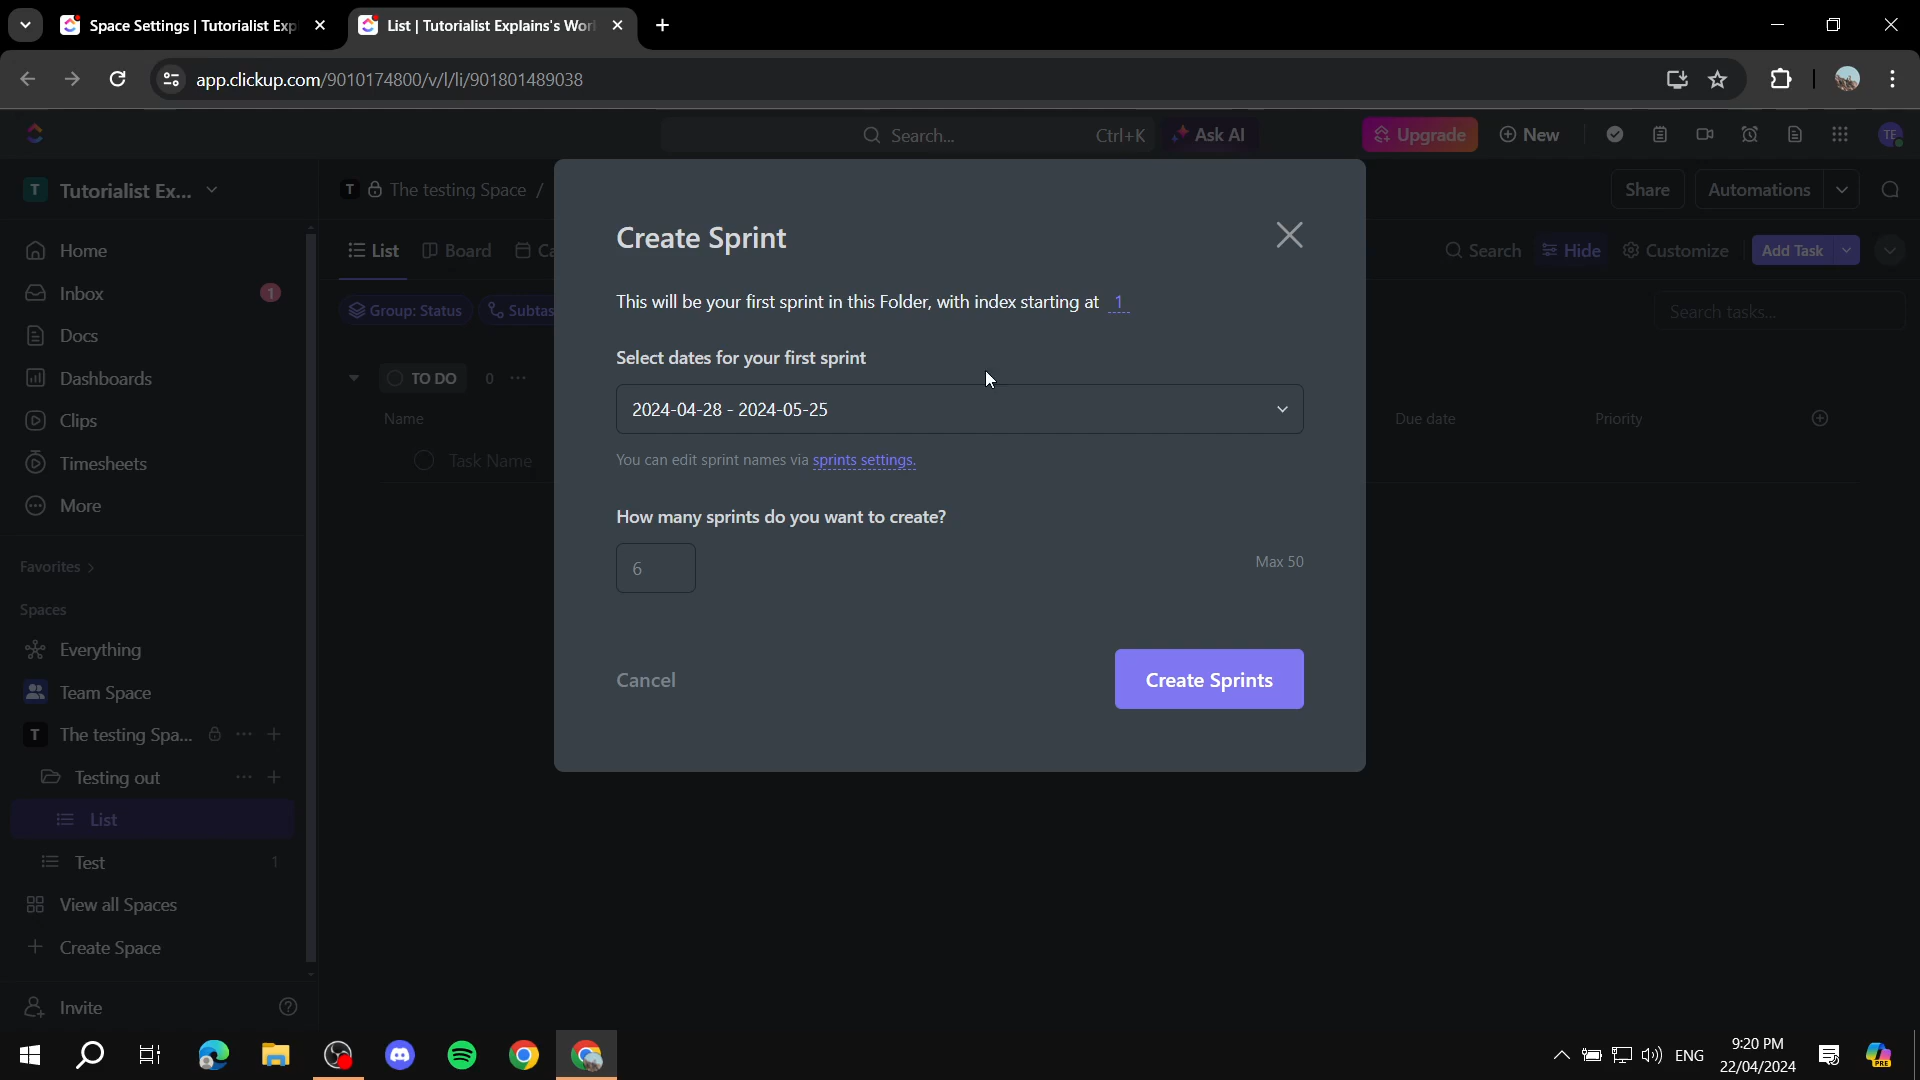 Space Settings | Tutorialist Exp
List | Tutorialist Explains's Wor
app.clickup.com/9010174800/v/l/li/901801489038
Search...
Ctrl+K
Ask AI
Upgrade
New
TE
T
Tutorialist Ex...
T
The testing Space /
Share
Automations
Home
Inbox
1
Docs
Dashboards
Clips
Timesheets
More
Favorites
Spaces
Everything
Team Space
T
The testing Spa...
Testing out
List
Test
1
View all Spaces
Create Space
Invite
List
Board
Ca
Search
Hide
Customize
Add Task
Group: Status
Subtas
Search tasks...
TO DO
0
Name
Due date
Priority
Task Name
Create Sprint
This will be your first sprint in this Folder, with index starting at 1
Select dates for your first sprint
2024-04-28 - 2024-05-25
You can edit sprint names via sprints settings.
How many sprints do you want to create?
6
Max 50
Cancel
Create Sprints
ENG
9:20 PM
22/04/2024
PRE